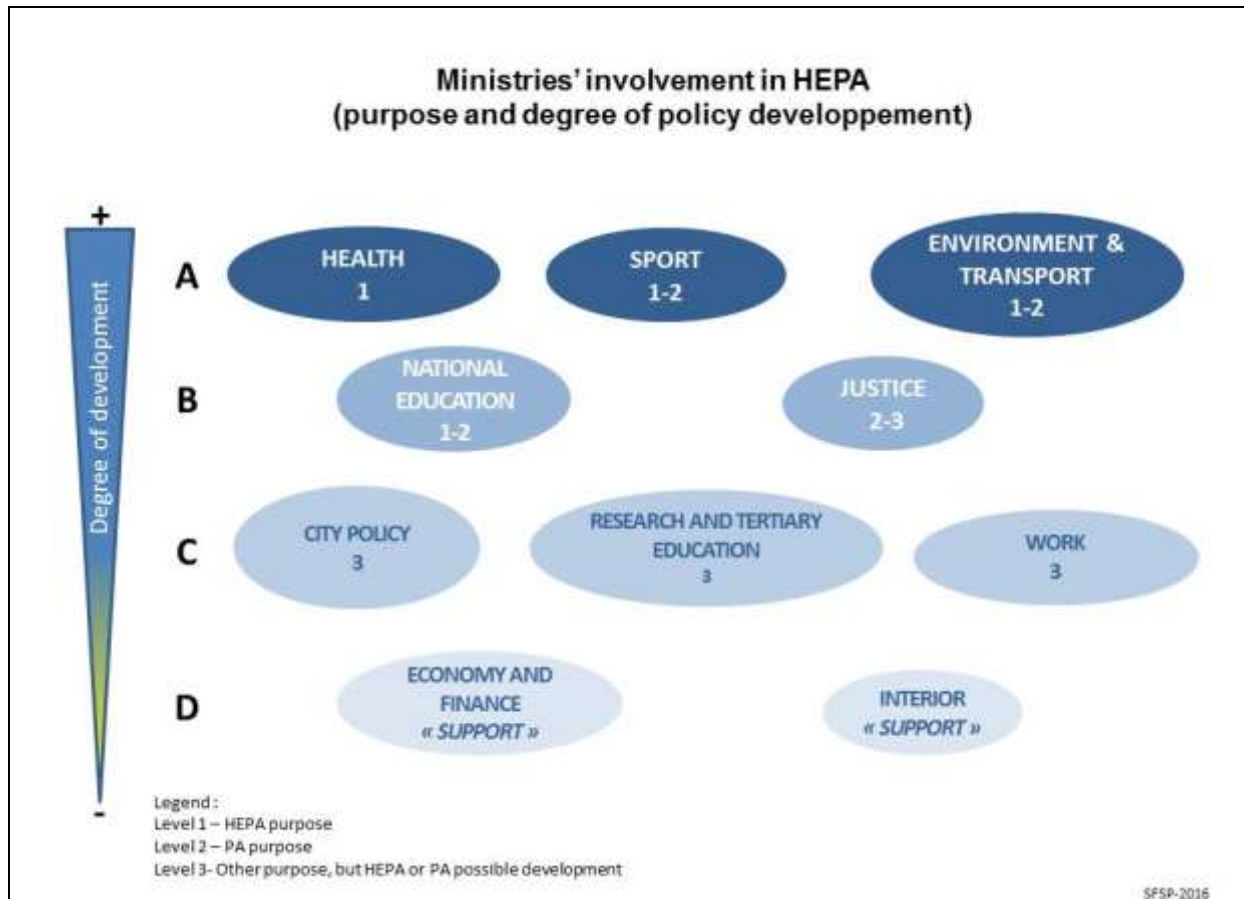 Ministries' involvement in HEPA
(purpose and degree of policy developpement)
+
Degree of development
-
A
HEALTH
1
SPORT
1-2
ENVIRONMENT &
TRANSPORT
1-2
B
NATIONAL
EDUCATION
1-2
JUSTICE
2-3
C
CITY POLICY
3
RESEARCH AND TERTIARY
EDUCATION
3
WORK
3
D
ECONOMY AND
FINANCE
« SUPPORT »
INTERIOR
« SUPPORT »
Legend :
Level 1 – HEPA purpose
Level 2 – PA purpose
Level 3- Other purpose, but HEPA or PA possible development
SFSP-2016